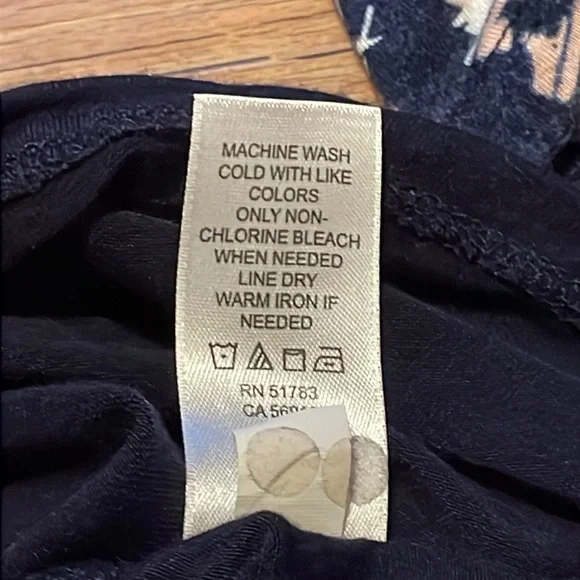 MACHINE WASH
COLD WITH LIKE
COLORS
ONLY NON-
CHLORINE BLEACH
WHEN NEEDED
LINE DRY
WARM IRON IF
NEEDED
RN 51783
CA